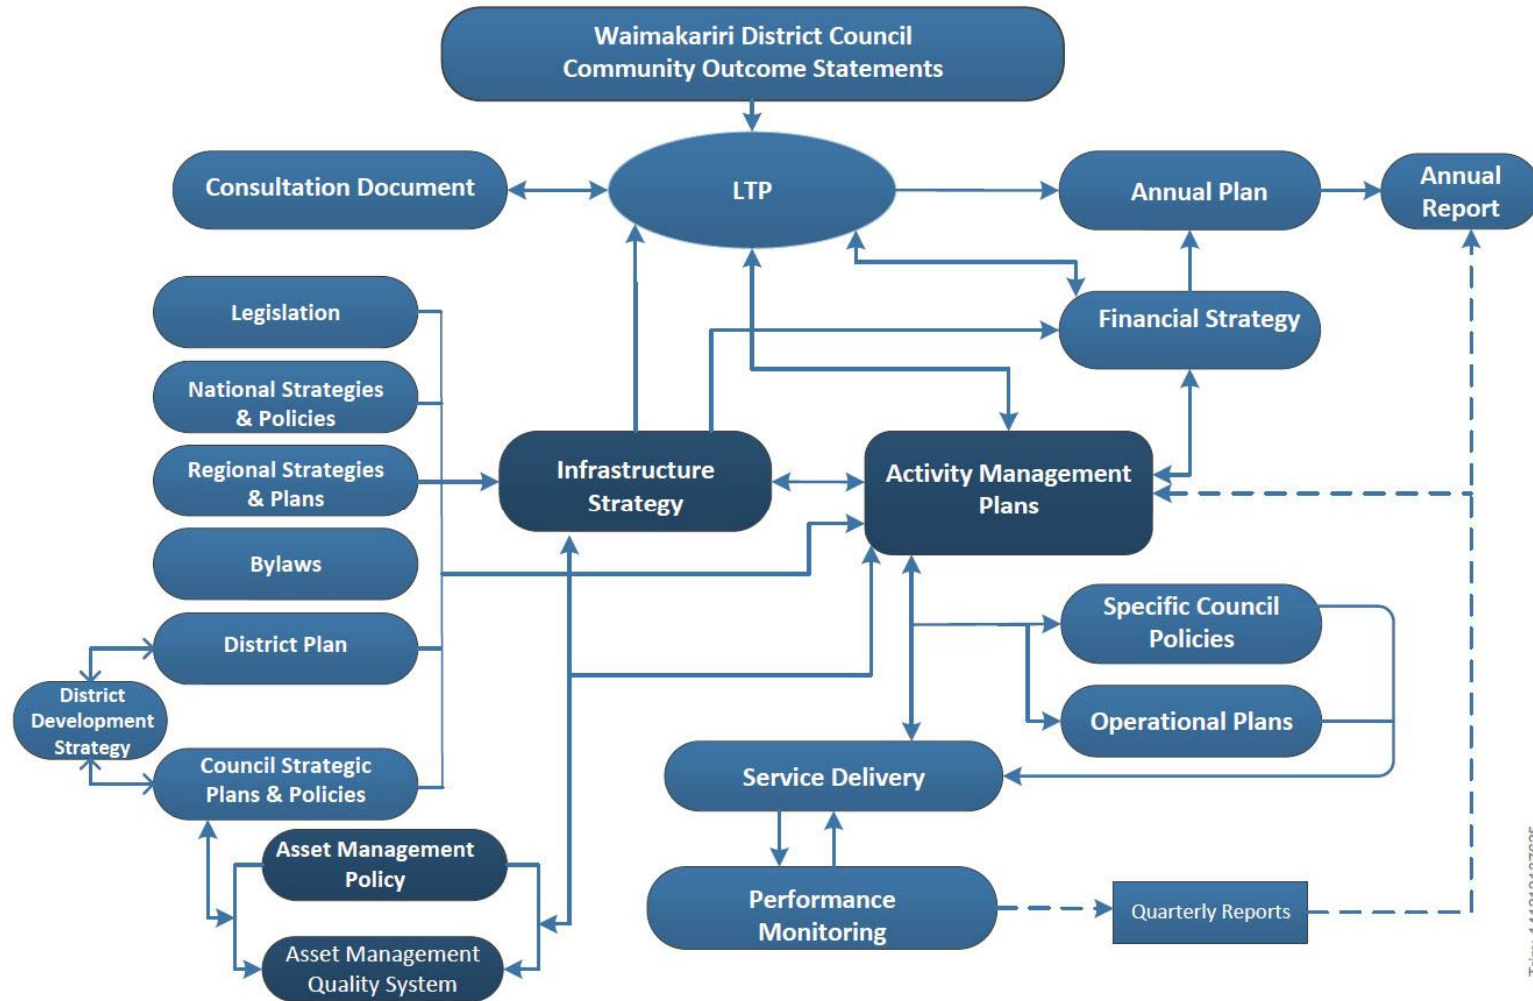 Waimakariri District Council
Community Outcome Statements
Consultation Document
LTP
Annual Plan
Annual
Report
Legislation
Financial Strategy
National Strategies
& Policies
Regional Strategies
& Plans
Infrastructure
Strategy
Activity Management
Plans
Bylaws
Specific Council
Policies
District Plan
District
Development
Strategy
Operational Plans
Council Strategic
Plans & Policies
Service Delivery
Asset Management
Policy
Performance
Monitoring
Quarterly Reports
Asset Management
Quality System